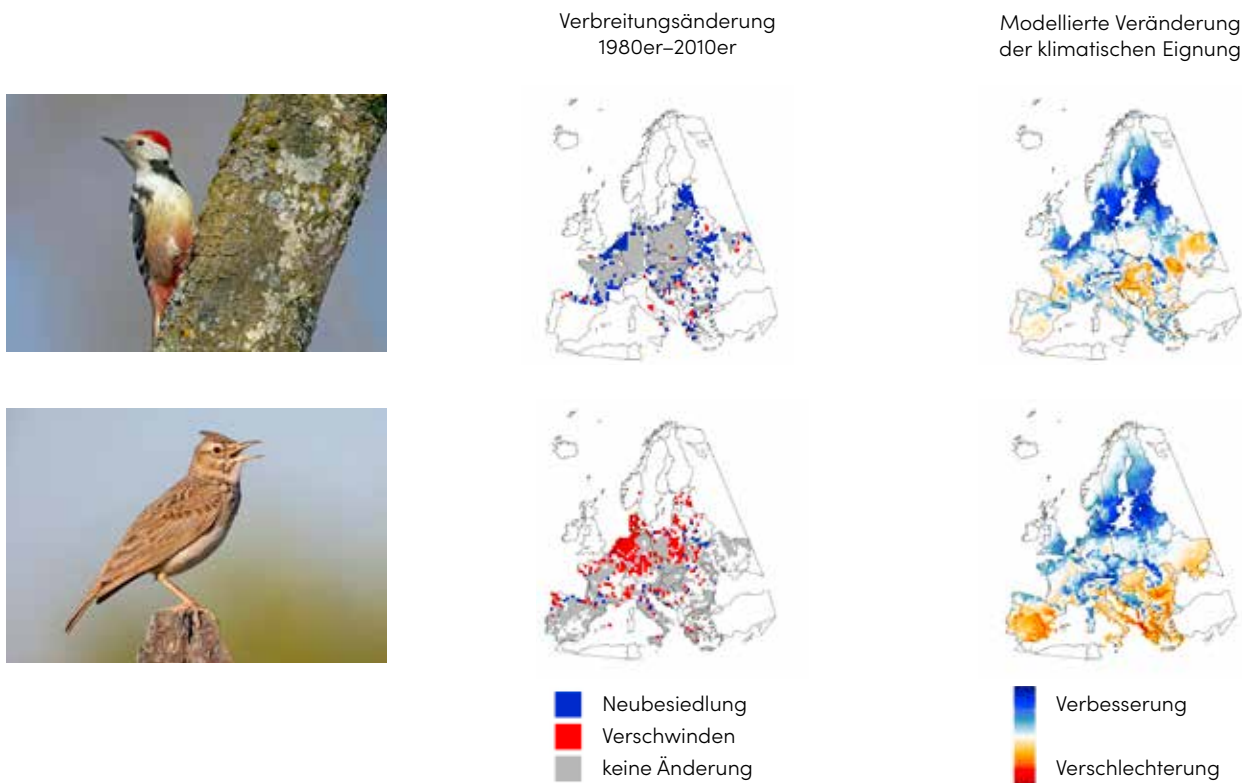 Verbreitungsänderung
1980er–2010er
Modellierte Veränderung
der klimatischen Eignung
Neubesiedlung
Verschwinden
keine Änderung
Verbesserung
Verschlechterung